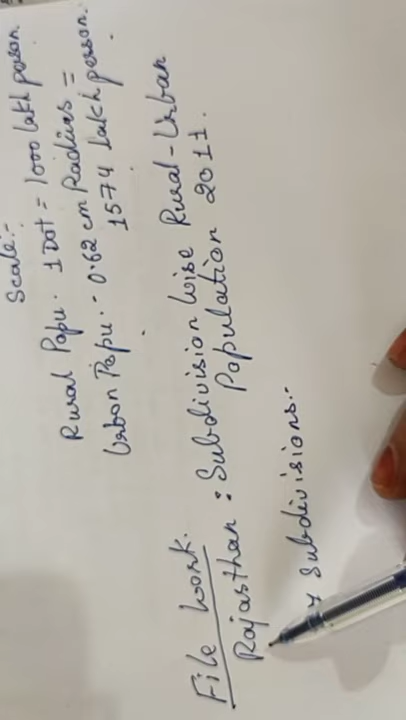 Scale:-
Rural Popu. 1 Dot = 1000 lakh person
Urban Popu.:- 0.62 cm Radius =
1574 lakh person.
File Work.
Rajasthan : Subdivision Wise Rural-Urban
Population 2011.
Subdivisions:-